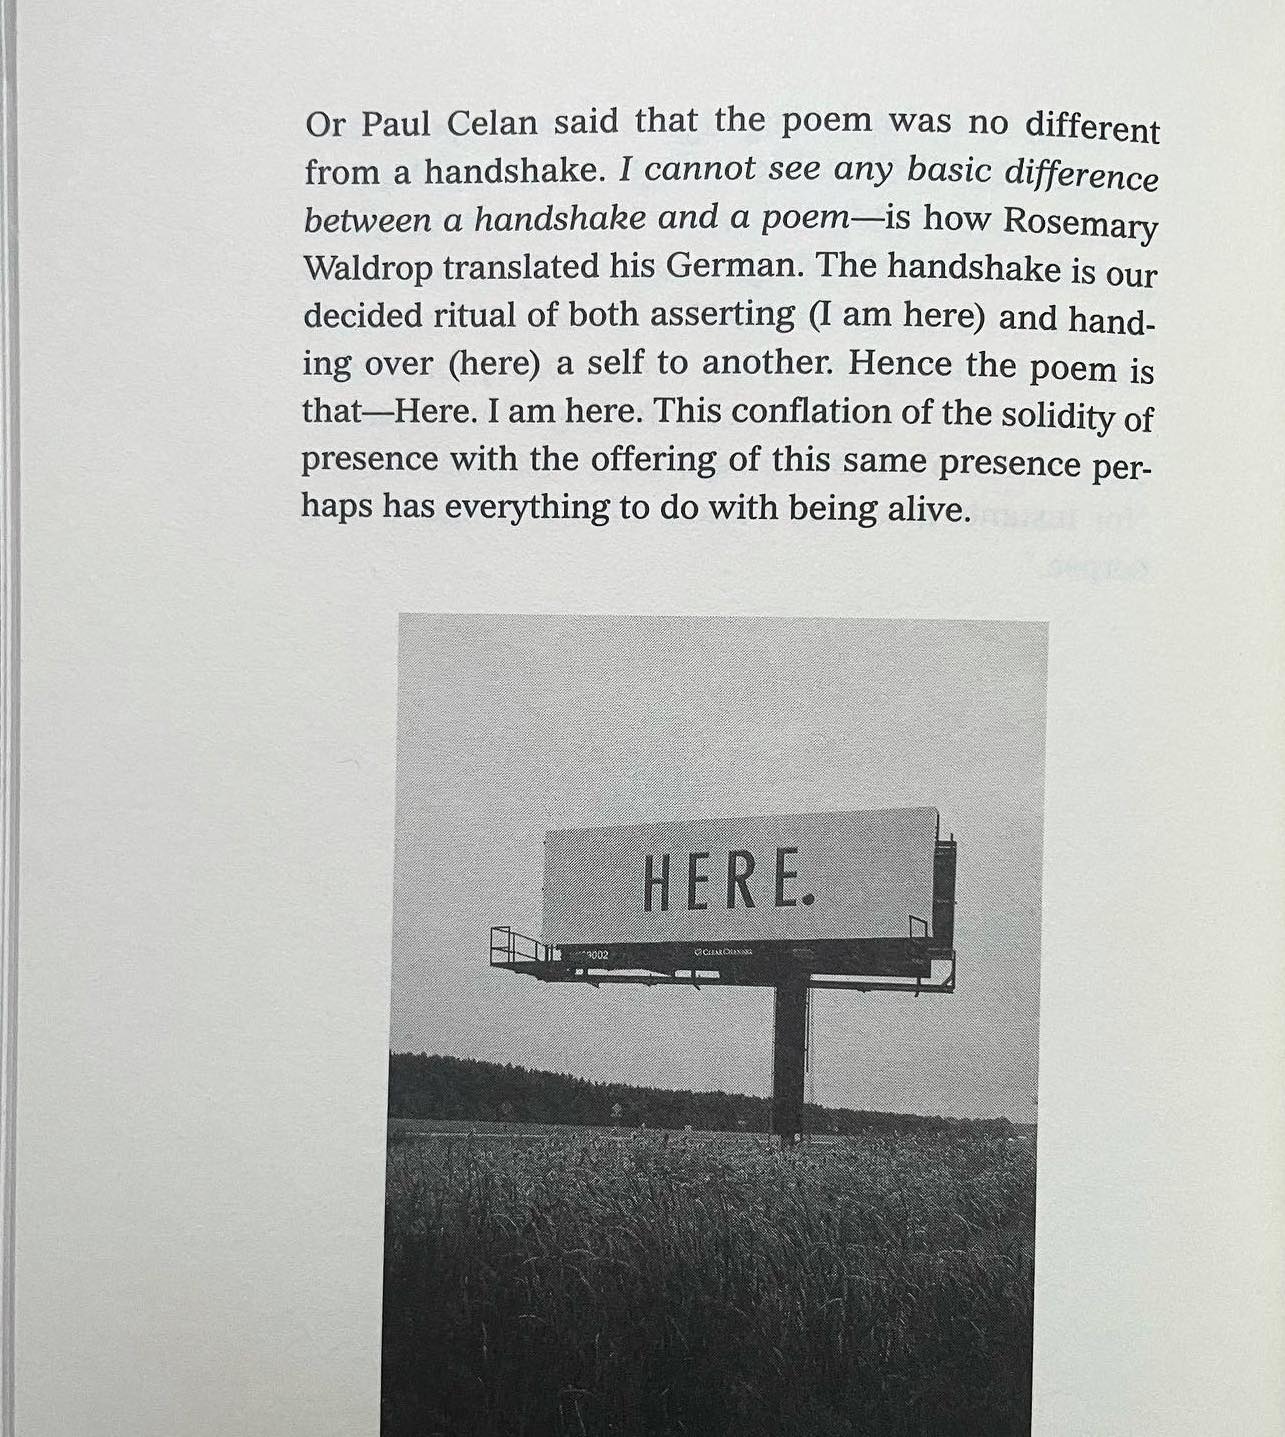 Or Paul Celan said that the poem was no different
from a handshake. I cannot see any basic difference
between a handshake and a poem—is how Rosemary
Waldrop translated his German. The handshake is our
decided ritual of both asserting (I am here) and hand-
ing over (here) a self to another. Hence the poem is
that—Here. I am here. This conflation of the solidity of
presence with the offering of this same presence per-
haps has everything to do with being alive.
HERE.
CLEAR CHANNEL